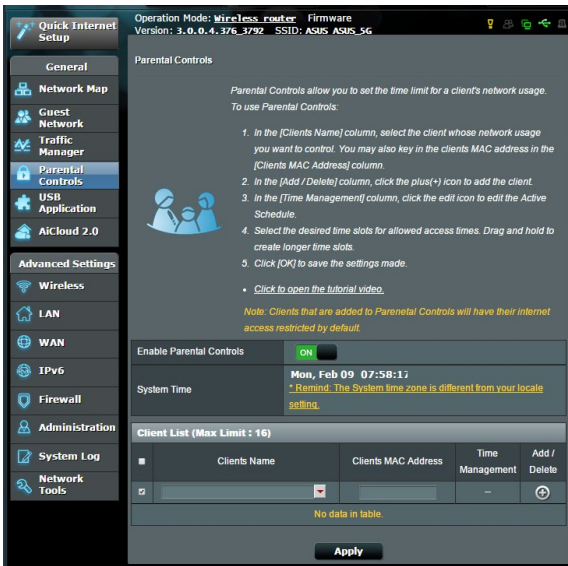 Quick Internet
Setup
General
Network Map
Guest
Network
Traffic
Manager
Parental
Controls
USB
Application
AiCloud 2.0
Advanced Settings
Wireless
LAN
WAN
IPv6
Firewall
Administration
System Log
Network
Tools
Operation Mode: Wireless router Firmware
Version: 3.0.0.4.376_3792 SSID: ASUS ASUS_5G
Parental Controls
Parental Controls allow you to set the time limit for a client's network usage.
To use Parental Controls:
1. In the [Clients Name] column, select the client whose network usage
you want to control. You may also key in the clients MAC address in the
[Clients MAC Address] column.
2. In the [Add / Delete] column, click the plus(+) icon to add the client.
3. In the [Time Management] column, click the edit icon to edit the Active
Schedule.
4. Select the desired time slots for allowed access times. Drag and hold to
create longer time slots.
5. Click [OK] to save the settings made.
• Click to open the tutorial video.
Note: Clients that are added to Parenetal Controls will have their internet
access restricted by default.
Enable Parental Controls ON
System Time Mon, Feb 09 07:58:17
* Remind: The System time zone is different from your locale
setting.
Client List (Max Limit : 16)
Clients Name Clients MAC Address Time Management Add / Delete
--
No data in table.
Apply